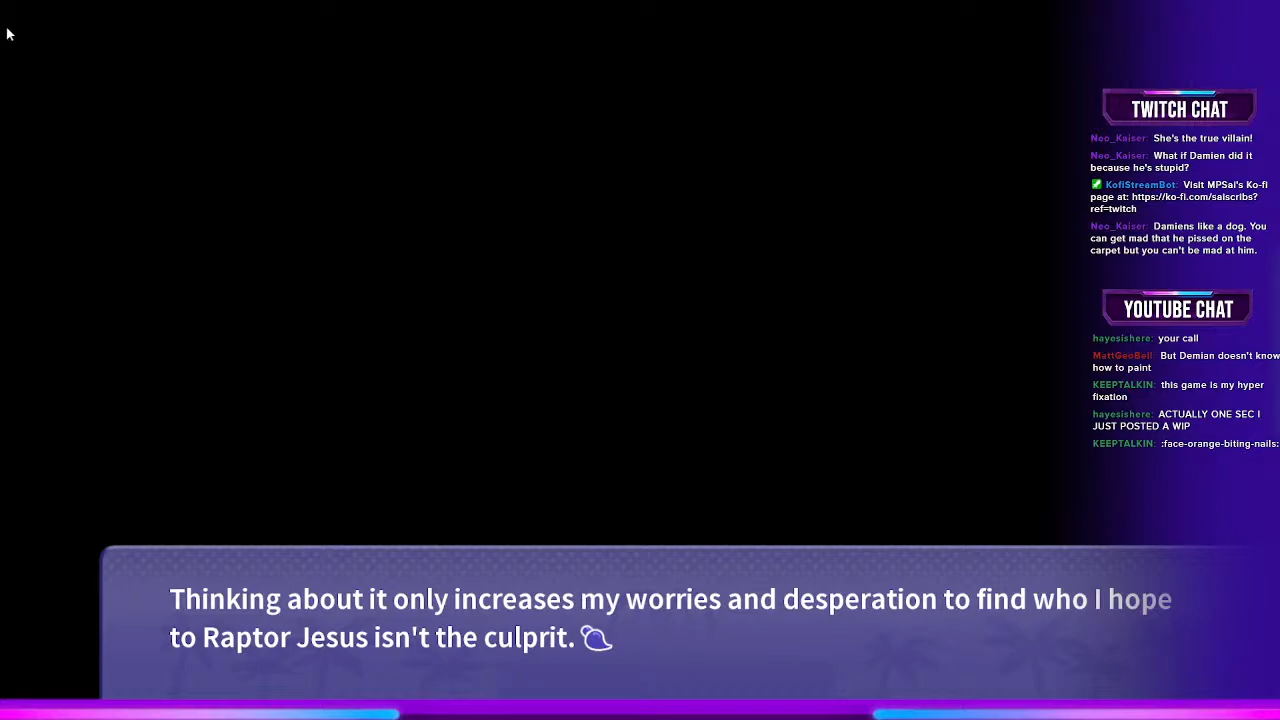 TWITCH CHAT
Neo_Kaiser: She's the true villain!
Neo_Kaiser: What if Damien did it
because he's stupid?
KofiStreamBot: Visit MPSai's Ko-fi
page at: https://ko-fi.com/saiscribs?
ref=twitch
Neo_Kaiser: Damiens like a dog. You
can get mad that he pissed on the
carpet but you can't be mad at him.
YOUTUBE CHAT
hayesishere: your call
MattGeoBell: But Demian doesn't know
how to paint
KEEPTALKIN: this game is my hyper
fixation
hayesishere: ACTUALLY ONE SEC I
JUST POSTED A WIP
KEEPTALKIN: :face-orange-biting-nails:
Thinking about it only increases my worries and desperation to find who I hope
to Raptor Jesus isn't the culprit.